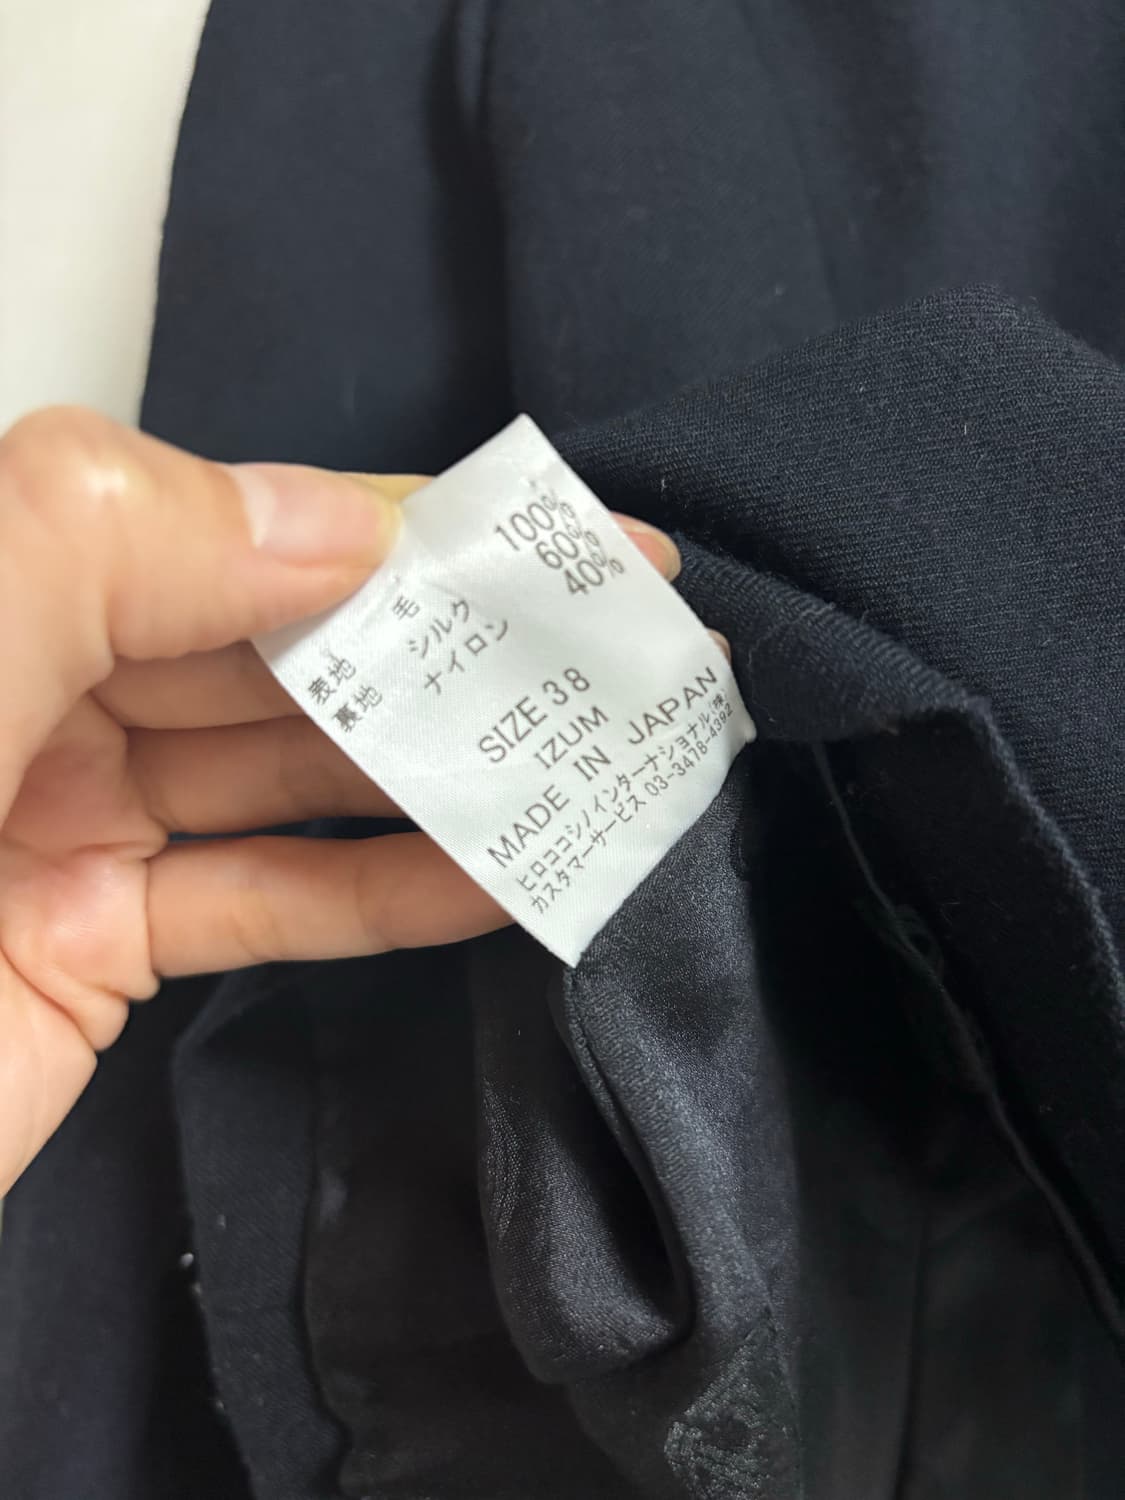 表地 毛 100%
裏地 シルク 60%
ナイロン 40%
SIZE 38
IZUM
MADE IN JAPAN
ヒロココシノインターナショナル(株)
カスタマーサービス 03-3478-4392